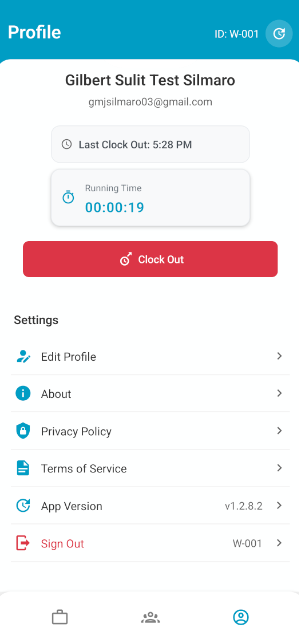 Profile
ID: W-001
Gilbert Sulit Test Silmaro
gmjsilmaro03@gmail.com
Last Clock Out: 5:28 PM
Running Time
00:00:19
Clock Out
Settings
Edit Profile
About
Privacy Policy
Terms of Service
App Version v1.2.8.2
Sign Out W-001